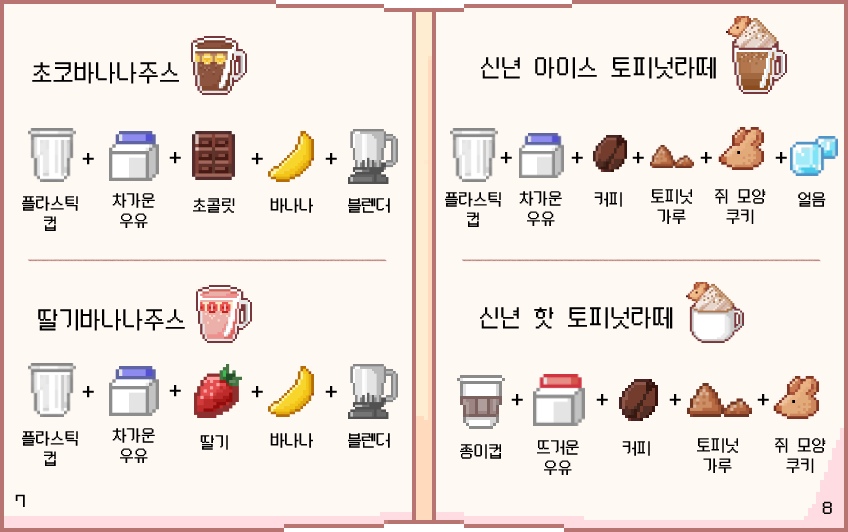 초코바나나주스
+ + + +
플라스틱 컵
차가운 우유
초콜릿
바나나
블렌더
딸기바나나주스
+ + + +
플라스틱 컵
차가운 우유
딸기
바나나
블렌더
7
신년 아이스 토피넛라떼
+ + + + +
플라스틱 컵
차가운 우유
커피
토피넛 가루
쥐 모양 쿠키
얼음
신년 핫 토피넛라떼
+ + + +
종이컵
뜨거운 우유
커피
토피넛 가루
쥐 모양 쿠키
8